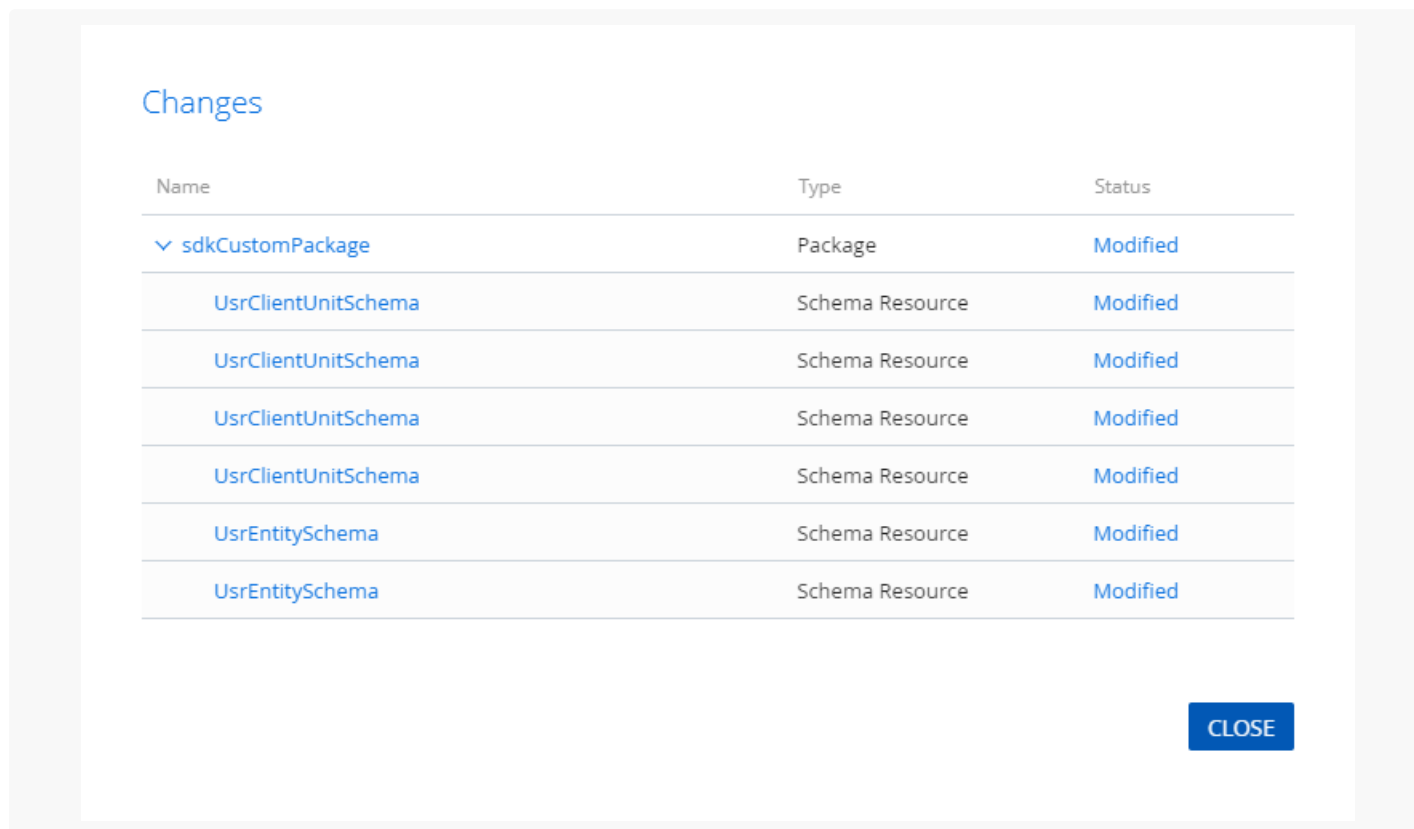 Changes
Name Type Status
sdkCustomPackage Package Modified
UsrClientUnitSchema Schema Resource Modified
UsrClientUnitSchema Schema Resource Modified
UsrClientUnitSchema Schema Resource Modified
UsrClientUnitSchema Schema Resource Modified
UsrEntitySchema Schema Resource Modified
UsrEntitySchema Schema Resource Modified
CLOSE